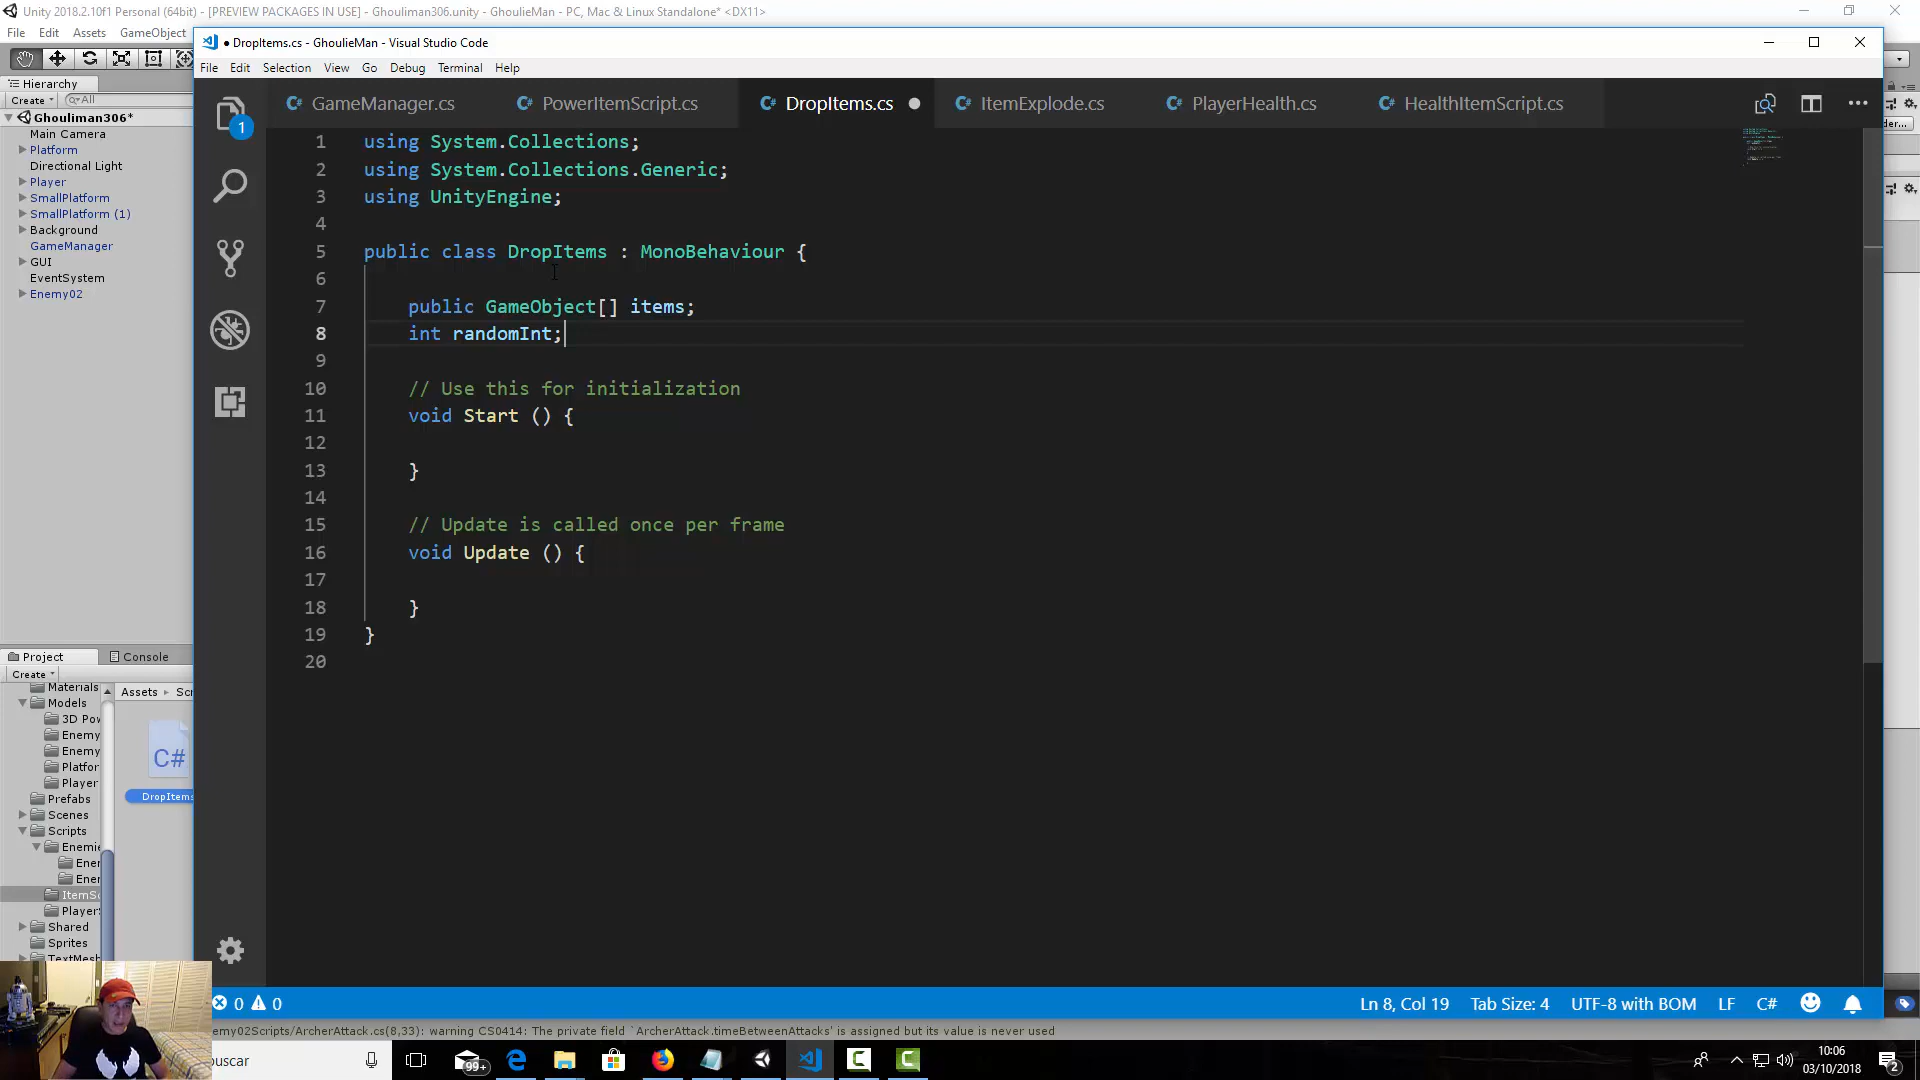 Unity 2018.2.10f1 Personal (64bit) - [PREVIEW PACKAGES IN USE] - Ghouliman306.unity - GhoulieMan - PC, Mac & Linux Standalone* <DX11>
File Edit Assets GameObject
● DropItems.cs - GhoulieMan - Visual Studio Code
File Edit Selection View Go Debug Terminal Help
GameManager.cs PowerItemScript.cs DropItems.cs ItemExplode.cs PlayerHealth.cs HealthItemScript.cs
Hierarchy
Create All
Ghouliman306*
Main Camera
Platform
Directional Light
Player
SmallPlatform
SmallPlatform (1)
Background
GameManager
GUI
EventSystem
Enemy02
1
1 using System.Collections;
2 using System.Collections.Generic;
3 using UnityEngine;
4
5 public class DropItems : MonoBehaviour {
6
7 public GameObject[] items;
8 int randomInt;
9
10 // Use this for initialization
11 void Start () {
12
13 }
14
15 // Update is called once per frame
16 void Update () {
17
18 }
19 }
20
Project Console
Create
Assets
Materials
Models
3D Pow
Enemy
Enemy
Platfor
Player
Prefabs
Scenes
Scripts
Enemie
Ener
Ener
ItemSc
Player
Shared
Sprites
TextMesh
C#
DropItems
0 0 Ln 8, Col 19 Tab Size: 4 UTF-8 with BOM LF C#
emy02Scripts/ArcherAttack.cs(8,33): warning CS0414: The private field `ArcherAttack.timeBetweenAttacks' is assigned but its value is never used
buscar
99+
10:06
03/10/2018
2